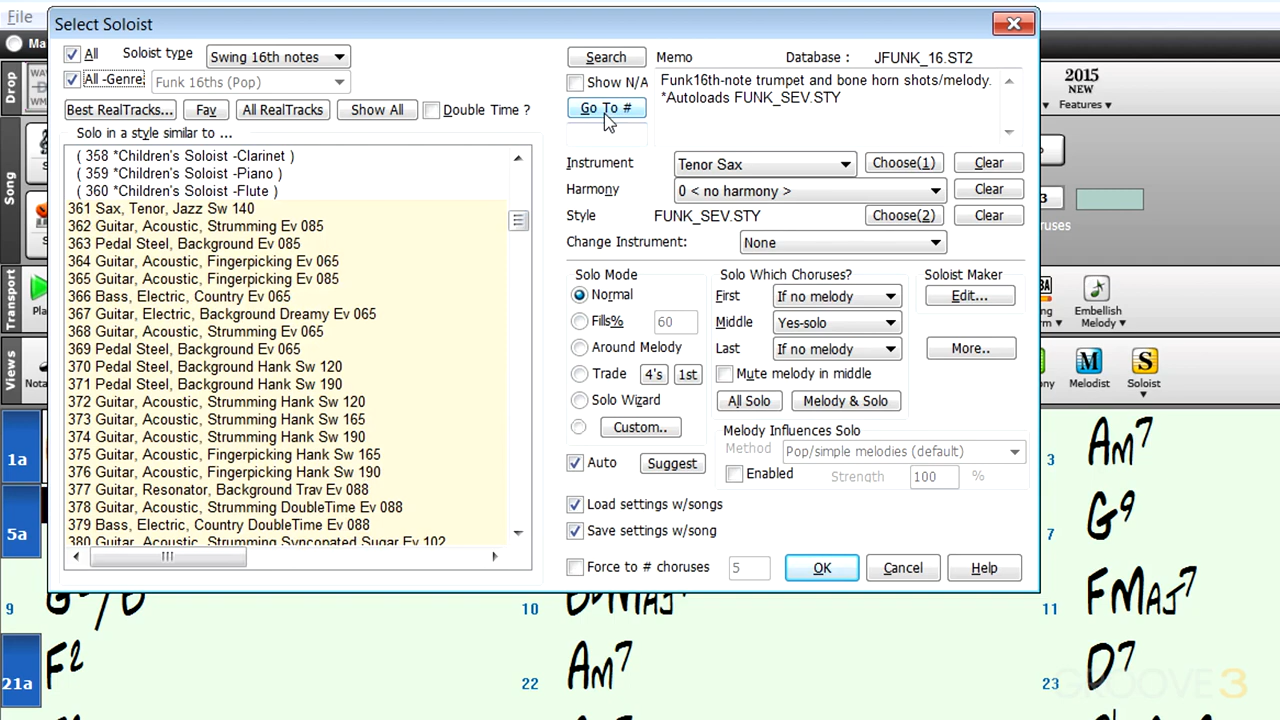 File
Select Soloist
Ma
Drop
Song
Transport
Views
All
Soloist type
Swing 16th notes
All -Genre
Funk 16ths (Pop)
Best RealTracks...
Fav
All RealTracks
Show All
Double Time ?
Solo in a style similar to ...
( 358 *Children's Soloist -Clarinet )
( 359 *Children's Soloist -Piano )
( 360 *Children's Soloist -Flute )
361 Sax, Tenor, Jazz Sw 140
362 Guitar, Acoustic, Strumming Ev 085
363 Pedal Steel, Background Ev 085
364 Guitar, Acoustic, Fingerpicking Ev 065
365 Guitar, Acoustic, Fingerpicking Ev 085
366 Bass, Electric, Country Ev 065
367 Guitar, Electric, Background Dreamy Ev 065
368 Guitar, Acoustic, Strumming Ev 065
369 Pedal Steel, Background Ev 065
370 Pedal Steel, Background Hank Sw 120
371 Pedal Steel, Background Hank Sw 190
372 Guitar, Acoustic, Strumming Hank Sw 120
373 Guitar, Acoustic, Strumming Hank Sw 165
374 Guitar, Acoustic, Strumming Hank Sw 190
375 Guitar, Acoustic, Fingerpicking Hank Sw 165
376 Guitar, Acoustic, Fingerpicking Hank Sw 190
377 Guitar, Resonator, Background Trav Ev 088
378 Guitar, Acoustic, Strumming DoubleTime Ev 088
379 Bass, Electric, Country DoubleTime Ev 088
380 Guitar, Acoustic, Strumming Syncopated Sugar Ev 102
Search
Memo
Database :
JFUNK_16.ST2
Show N/A
Go To #
Funk16th-note trumpet and bone horn shots/melody.
*Autoloads FUNK_SEV.STY
Instrument
Tenor Sax
Choose(1)
Clear
Harmony
0 < no harmony >
Clear
Style
FUNK_SEV.STY
Choose(2)
Clear
Change Instrument:
None
Solo Mode
Normal
Fills%
60
Around Melody
Trade
4's
1st
Solo Wizard
Custom..
Auto
Suggest
Load settings w/songs
Save settings w/song
Force to # choruses
5
Solo Which Choruses?
First
If no melody
Middle
Yes-solo
Last
If no melody
Mute melody in middle
All Solo
Melody & Solo
Melody Influences Solo
Method
Pop/simple melodies (default)
Enabled
Strength
100
%
Soloist Maker
Edit...
More..
OK
Cancel
Help
2015
Features
Embellish
Melody
Melodist
Soloist
1a
3
Am7
5a
7
G9
9
10
11
FMaj7
21a
F2
22
Am7
23
D7
GROOVE3